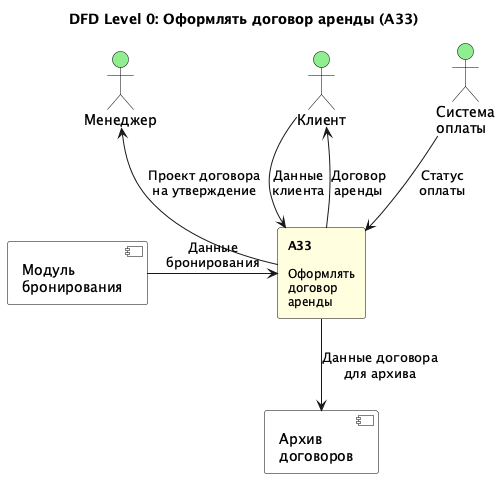 DFD Level 0: Оформлять договор аренды (A33)
Менеджер
Клиент
Система
оплаты
Проект договора
на утверждение
Данные
клиента
Договор
аренды
Статус
оплаты
Модуль
бронирования
Данные
бронирования
A33
Оформлять
договор
аренды
Данные договора
для архива
Архив
договоров